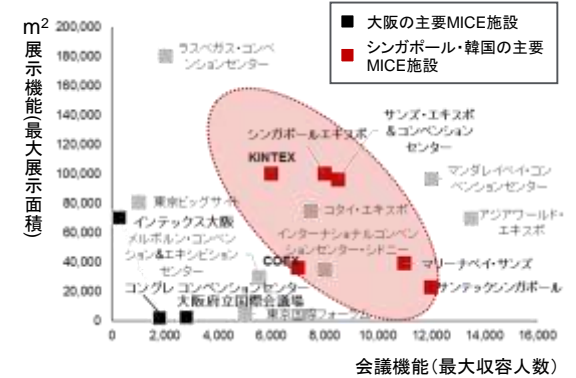 m²
展示機能(最大展示面積)
大阪の主要MICE施設
シンガポール・韓国の主要
MICE施設
200,000
180,000
160,000
140,000
120,000
100,000
80,000
60,000
40,000
20,000
0
ラスベガス・コンベ
ンションセンター
サンズ・エキスポ
&コンベンション
センター
シンガポールエキスポ
KINTEX
マンダレイベイ・コン
ベンションセンター
東京ビッグサイト
コタイ・エキスポ
アジアワールド・
エキスポ
インテックス大阪
インターナショナルコンベン
ションセンター・シドニー
メルボルン・コンベン
ション&エキシビション
センター
COEX
マリーナベイ・サンズ
コングレ コンベンションセンター
サンテックシンガポール
大阪府立国際会議場
東京国際フォーラム
0
2,000
4,000
6,000
8,000
10,000
12,000
14,000
16,000
会議機能(最大収容人数)